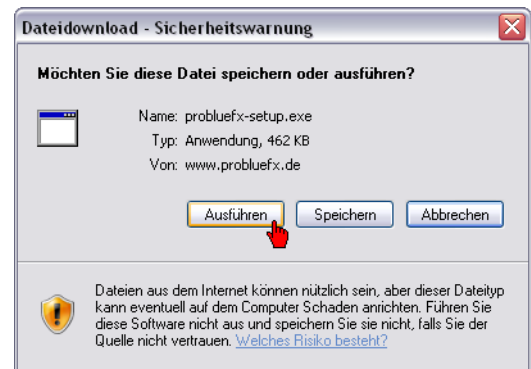 Dateidownload - Sicherheitswarnung
Möchten Sie diese Datei speichern oder ausführen?
Name: probluefx-setup.exe
Typ: Anwendung, 462 KB
Von: www.probluefx.de
Ausführen Speichern Abbrechen
Dateien aus dem Internet können nützlich sein, aber dieser Dateityp
kann eventuell auf dem Computer Schaden anrichten. Führen Sie
diese Software nicht aus und speichern Sie sie nicht, falls Sie der
Quelle nicht vertrauen. Welches Risiko besteht?